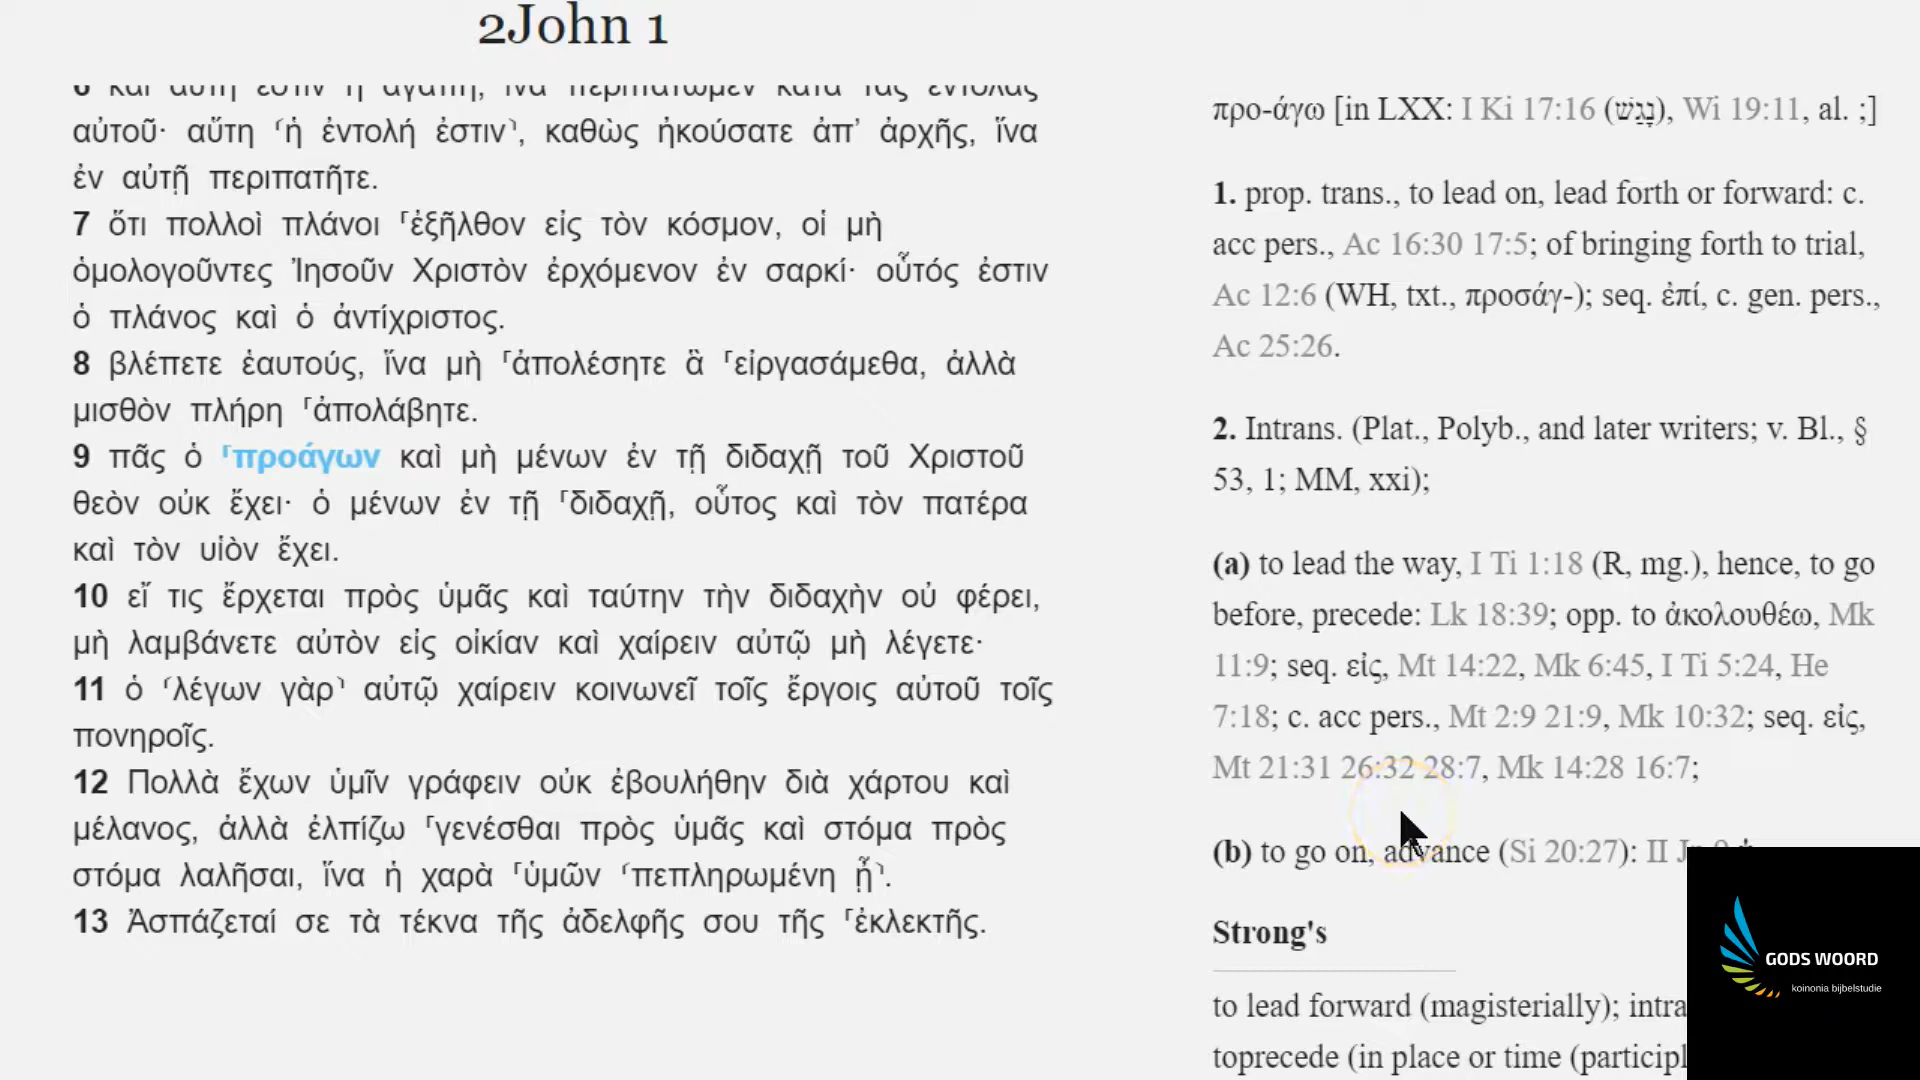 2John 1
6 καὶ αὕτη ἐστὶν ἡ ἀγάπη, ἵνα περιπατῶμεν κατὰ τὰς ἐντολὰς
αὐτοῦ· αὕτη ⸂ἡ ἐντολή ἐστιν⸃, καθὼς ἠκούσατε ἀπ’ ἀρχῆς, ἵνα
ἐν αὐτῇ περιπατῆτε.
7 ὅτι πολλοὶ πλάνοι ⸀ἐξῆλθον εἰς τὸν κόσμον, οἱ μὴ
ὁμολογοῦντες Ἰησοῦν Χριστὸν ἐρχόμενον ἐν σαρκί· οὗτός ἐστιν
ὁ πλάνος καὶ ὁ ἀντίχριστος.
8 βλέπετε ἑαυτούς, ἵνα μὴ ⸀ἀπολέσητε ἃ ⸀εἰργασάμεθα, ἀλλὰ
μισθὸν πλήρη ⸀ἀπολάβητε.
9 πᾶς ὁ ⸀προάγων καὶ μὴ μένων ἐν τῇ διδαχῇ τοῦ Χριστοῦ
θεὸν οὐκ ἔχει· ὁ μένων ἐν τῇ ⸀διδαχῇ, οὗτος καὶ τὸν πατέρα
καὶ τὸν υἱὸν ἔχει.
10 εἴ τις ἔρχεται πρὸς ὑμᾶς καὶ ταύτην τὴν διδαχὴν οὐ φέρει,
μὴ λαμβάνετε αὐτὸν εἰς οἰκίαν καὶ χαίρειν αὐτῷ μὴ λέγετε·
11 ὁ ⸂λέγων γὰρ⸃ αὐτῷ χαίρειν κοινωνεῖ τοῖς ἔργοις αὐτοῦ τοῖς
πονηροῖς.
12 Πολλὰ ἔχων ὑμῖν γράφειν οὐκ ἐβουλήθην διὰ χάρτου καὶ
μέλανος, ἀλλὰ ἐλπίζω ⸀γενέσθαι πρὸς ὑμᾶς καὶ στόμα πρὸς
στόμα λαλῆσαι, ἵνα ἡ χαρὰ ⸀ὑμῶν ⸂πεπληρωμένη ᾖ⸃.
13 Ἀσπάζεταί σε τὰ τέκνα τῆς ἀδελφῆς σου τῆς ⸀ἐκλεκτῆς.
προ-άγω [in LXX: I Ki 17:16 (נָגַשׁ), Wi 19:11, al. ;]
1. prop. trans., to lead on, lead forth or forward: c.
acc pers., Ac 16:30 17:5; of bringing forth to trial,
Ac 12:6 (WH, txt., προσάγ-); seq. ἐπί, c. gen. pers.,
Ac 25:26.
2. Intrans. (Plat., Polyb., and later writers; v. Bl., §
53, 1; MM, xxi);
(a) to lead the way, I Ti 1:18 (R, mg.), hence, to go
before, precede: Lk 18:39; opp. to ἀκολουθέω, Mk
11:9; seq. εἰς, Mt 14:22, Mk 6:45, I Ti 5:24, He
7:18; c. acc pers., Mt 2:9 21:9, Mk 10:32; seq. εἰς,
Mt 21:31 26:32 28:7, Mk 14:28 16:7;
(b) to go on, advance (Si 20:27): II
Strong's
to lead forward (magisterially); intra
toprecede (in place or time (participl
GODS WOORD
koinonia bijbelstudie